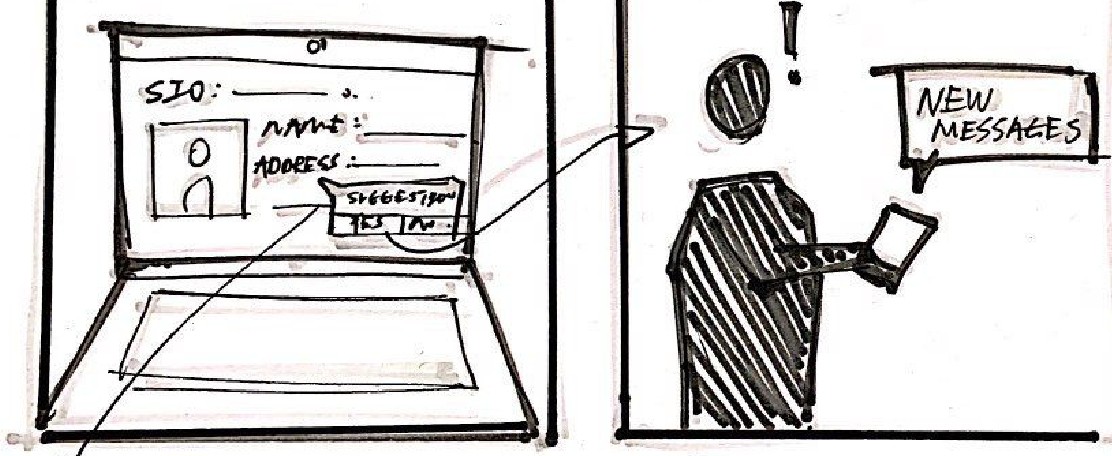 SID:
NAME:
ADDRESS:
SUGGESTION
YES NO
!
NEW
MESSAGES